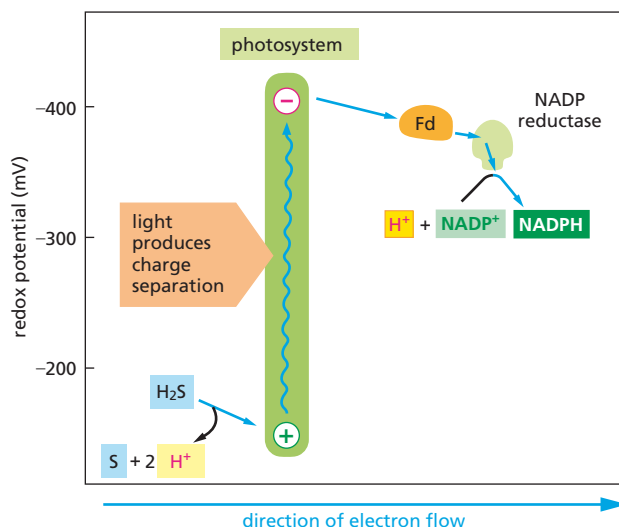 photosystem
−400
−300
−200
redox potential (mV)
−
Fd
NADP
reductase
H⁺ + NADP⁺ NADPH
light
produces
charge
separation
H₂S
+
S + 2 H⁺
direction of electron flow